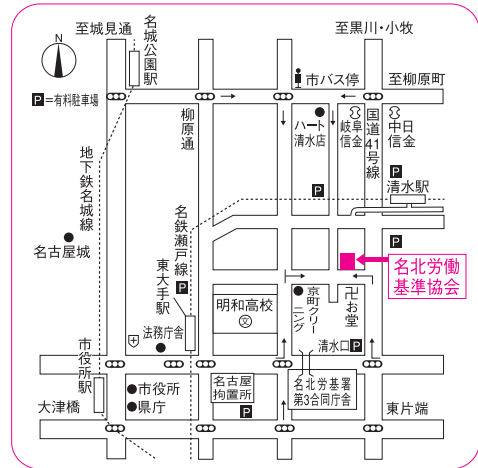 至城見通
至黒川・小牧
N
名城公園駅
市バス停
至柳原町
P=有料駐車場
柳原通
ハート
清水店
岐阜
信金
国道41号線
中日
信金
P
清水駅
P
地下鉄名城線
名古屋城
名鉄瀬戸線
P
東大手駅
P
名北労働
基準協会
明和高校
文
京町クリー
ニング
卍お堂
法務庁舎
清水口 P
市役所駅
大津橋
市役所
県庁
名古屋
拘置所
P
名北労基署
第3合同庁舎
東片端